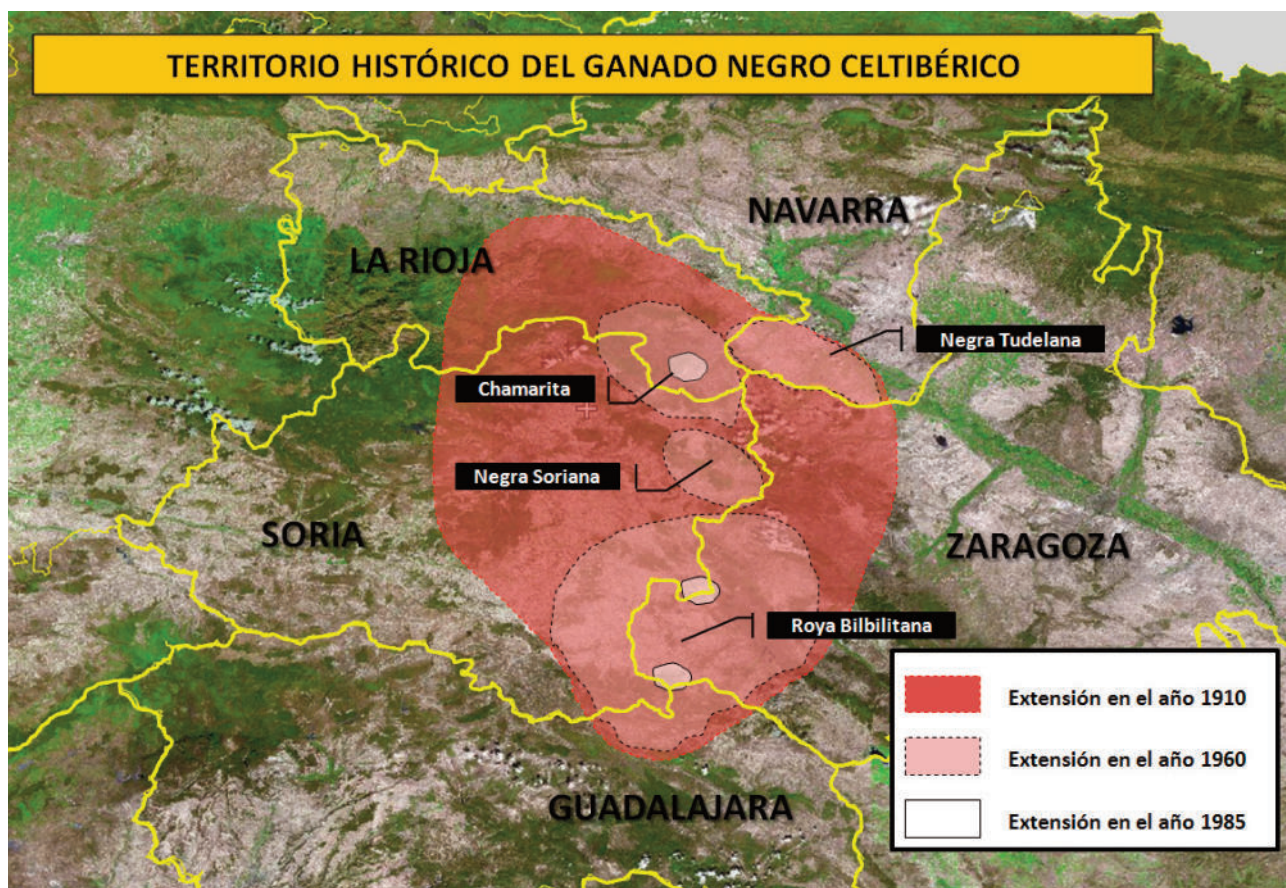 TERRITORIO HISTÓRICO DEL GANADO NEGRO CELTIBÉRICO
NAVARRA
LA RIOJA
Negra Tudelana
Chamarita
Negra Soriana
SORIA
ZARAGOZA
Roya Bilbilitana
Extensión en el año 1910
Extensión en el año 1960
Extensión en el año 1985
GUADALAJARA